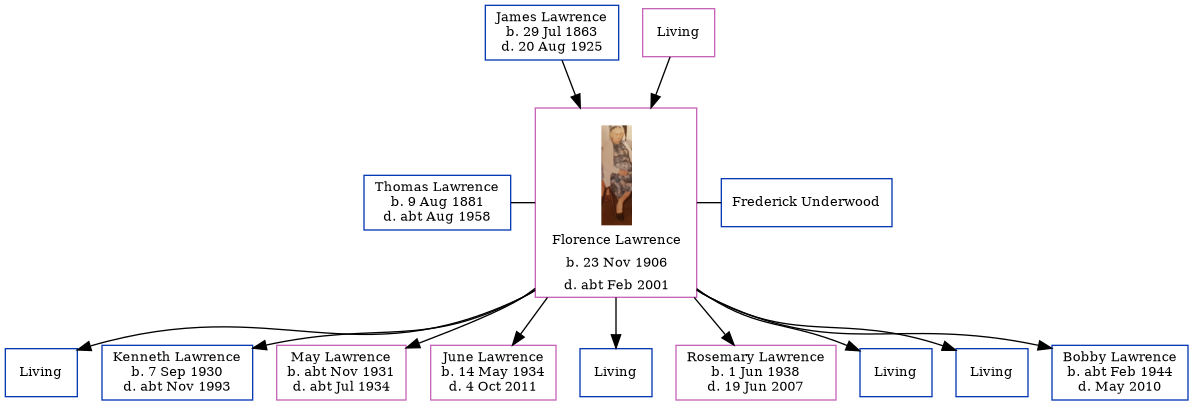 James Lawrence
b. 29 Jul 1863
d. 20 Aug 1925
Living
Thomas Lawrence
b. 9 Aug 1881
d. abt Aug 1958
Florence Lawrence
b. 23 Nov 1906
d. abt Feb 2001
Frederick Underwood
Living
Kenneth Lawrence
b. 7 Sep 1930
d. abt Nov 1993
May Lawrence
b. abt Nov 1931
d. abt Jul 1934
June Lawrence
b. 14 May 1934
d. 4 Oct 2011
Living
Rosemary Lawrence
b. 1 Jun 1938
d. 19 Jun 2007
Living
Living
Bobby Lawrence
b. abt Feb 1944
d. May 2010